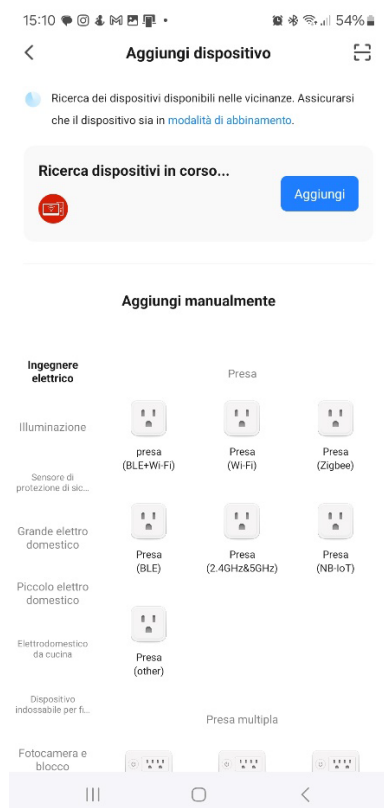 15:10
54%
Aggiungi dispositivo
Ricerca dei dispositivi disponibili nelle vicinanze. Assicurarsi
che il dispositivo sia in modalità di abbinamento.
Ricerca dispositivi in corso...
Aggiungi
Aggiungi manualmente
Ingegnere
elettrico
Illuminazione
Sensore di
protezione di sic...
Grande elettro
domestico
Piccolo elettro
domestico
Elettrodomestico
da cucina
Dispositivo
indossabile per fi...
Fotocamera e
blocco
Presa
presa
(BLE+Wi-Fi)
Presa
(Wi-Fi)
Presa
(Zigbee)
Presa
(BLE)
Presa
(2.4GHz&5GHz)
Presa
(NB-IoT)
Presa
(other)
Presa multipla